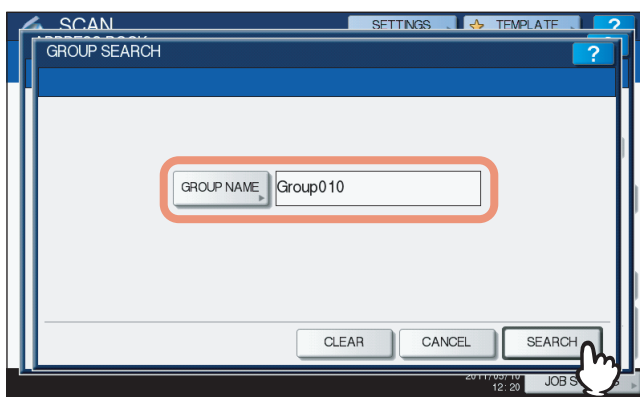 SCAN
SETTINGS
TEMPLATE
?
GROUP SEARCH
?
GROUP NAME
Group010
CLEAR
CANCEL
SEARCH
12:20
JOB S